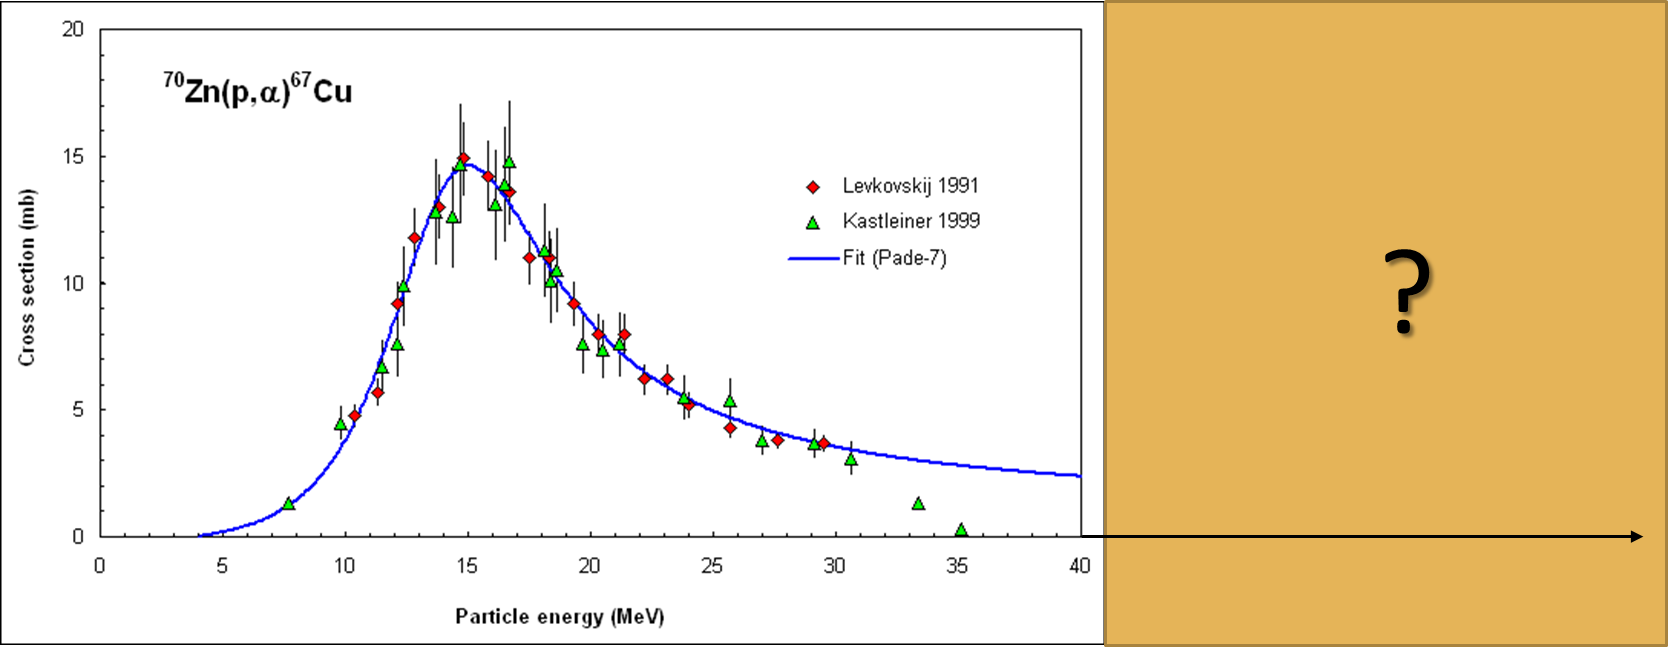 20
⁷⁰Zn(p,α)⁶⁷Cu
15
Levkovskij 1991
Kastleiner 1999
Fit (Pade-7)
?
Cross section (mb)
10
5
0
0 5 10 15 20 25 30 35 40
Particle energy (MeV)